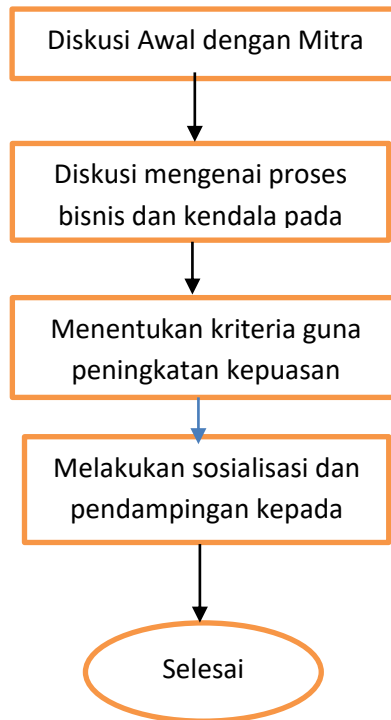 Diskusi Awal dengan Mitra
Diskusi mengenai proses
bisnis dan kendala pada
Menentukan kriteria guna
peningkatan kepuasan
Melakukan sosialisasi dan
pendampingan kepada
Selesai